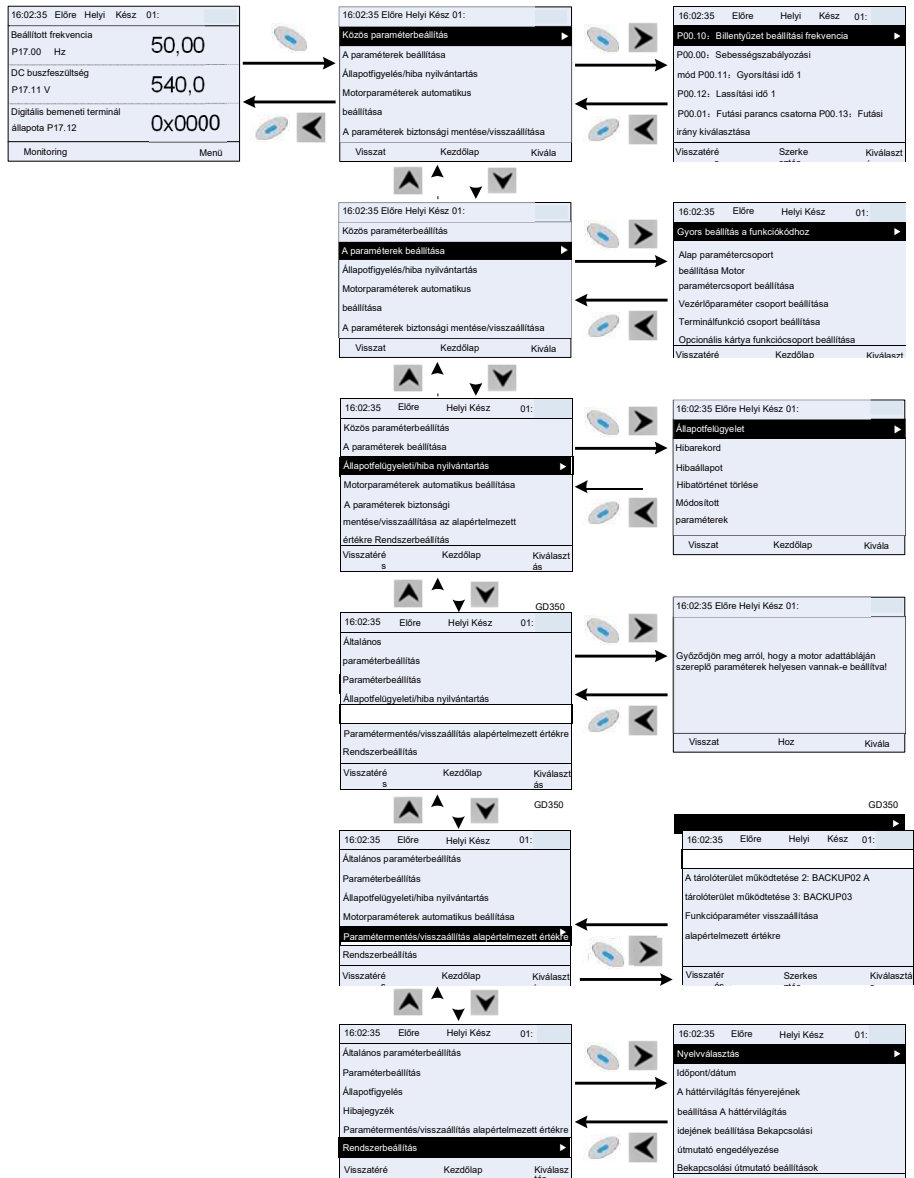 16:02:35 Előre Helyi Kész 01:
Beállított frekvencia
P17.00 Hz
50,00
DC buszfeszültség
P17.11 V
540,0
Digitális bemeneti terminál
állapota P17.12
0x0000
Monitoring Menü
16:02:35 Előre Helyi Kész 01:
Közös paraméterbeállítás
A paraméterek beállítása
Állapotfigyelés/hiba nyilvántartás
Motorparaméterek automatikus
beállítása
A paraméterek biztonsági mentése/visszaállítása
Visszat Kezdőlap Kivála
16:02:35 Előre Helyi Kész 01:
P00.10: Billentyűzet beállítási frekvencia
P00.00: Sebességszabályozási
mód P00.11: Gyorsítási idő 1
P00.12: Lassítási idő 1
P00.01: Futási parancs csatorna P00.13: Futási
irány kiválasztása
Visszatéré Szerke Kiválaszt
16:02:35 Előre Helyi Kész 01:
Közös paraméterbeállítás
A paraméterek beállítása
Állapotfigyelés/hiba nyilvántartás
Motorparaméterek automatikus
beállítása
A paraméterek biztonsági mentése/visszaállítása
Visszat Kezdőlap Kivála
16:02:35 Előre Helyi Kész 01:
Gyors beállítás a funkciókódhoz
Alap paramétercsoport
beállítása Motor
paramétercsoport beállítása
Vezérlőparaméter csoport beállítása
Terminálfunkció csoport beállítása
Opcionális kártya funkciócsoport beállítása
Visszatéré Kezdőlap Kiválaszt
16:02:35 Előre Helyi Kész 01:
Közös paraméterbeállítás
A paraméterek beállítása
Állapotfelügyeleti/hiba nyilvántartás
Motorparaméterek automatikus beállítása
A paraméterek biztonsági
mentése/visszaállítása az alapértelmezett
értékre Rendszerbeállítás
Visszatéré Kezdőlap Kiválaszt
s ás
16:02:35 Előre Helyi Kész 01:
Állapotfelügyelet
Hibarekord
Hibaállapot
Hibatörténet törlése
Módosított
paraméterek
Visszat Kezdőlap Kivála
GD350
16:02:35 Előre Helyi Kész 01:
Általános
paraméterbeállítás
Paraméterbeállítás
Állapotfelügyeleti/hiba nyilvántartás
Paramétermentés/visszaállítás alapértelmezett értékre
Rendszerbeállítás
Visszatéré Kezdőlap Kiválaszt
s ás
16:02:35 Előre Helyi Kész 01:
Győződjön meg arról, hogy a motor adattábláján
szereplő paraméterek helyesen vannak-e beállítva!
Visszat Hoz Kivála
GD350
16:02:35 Előre Helyi Kész 01:
Általános paraméterbeállítás
Paraméterbeállítás
Állapotfelügyeleti/hiba nyilvántartás
Motorparaméterek automatikus beállítása
Paramétermentés/visszaállítás alapértelmezett értékre
Rendszerbeállítás
Visszatéré Kezdőlap Kiválaszt
GD350
16:02:35 Előre Helyi Kész 01:
A tárolóterület működtetése 2: BACKUP02 A
tárolóterület működtetése 3: BACKUP03
Funkcióparaméter visszaállítása
alapértelmezett értékre
Visszatér Szerkes Kiválasztá
16:02:35 Előre Helyi Kész 01:
Általános paraméterbeállítás
Paraméterbeállítás
Állapotfigyelés
Hibajegyzék
Paramétermentés/visszaállítás alapértelmezett értékre
Rendszerbeállítás
Visszatéré Kezdőlap Kiválasz
16:02:35 Előre Helyi Kész 01:
Nyelvválasztás
Időpont/dátum
A háttérvilágítás fényerejének
beállítása A háttérvilágítás
idejének beállítása Bekapcsolási
útmutató engedélyezése
Bekapcsolási útmutató beállítások